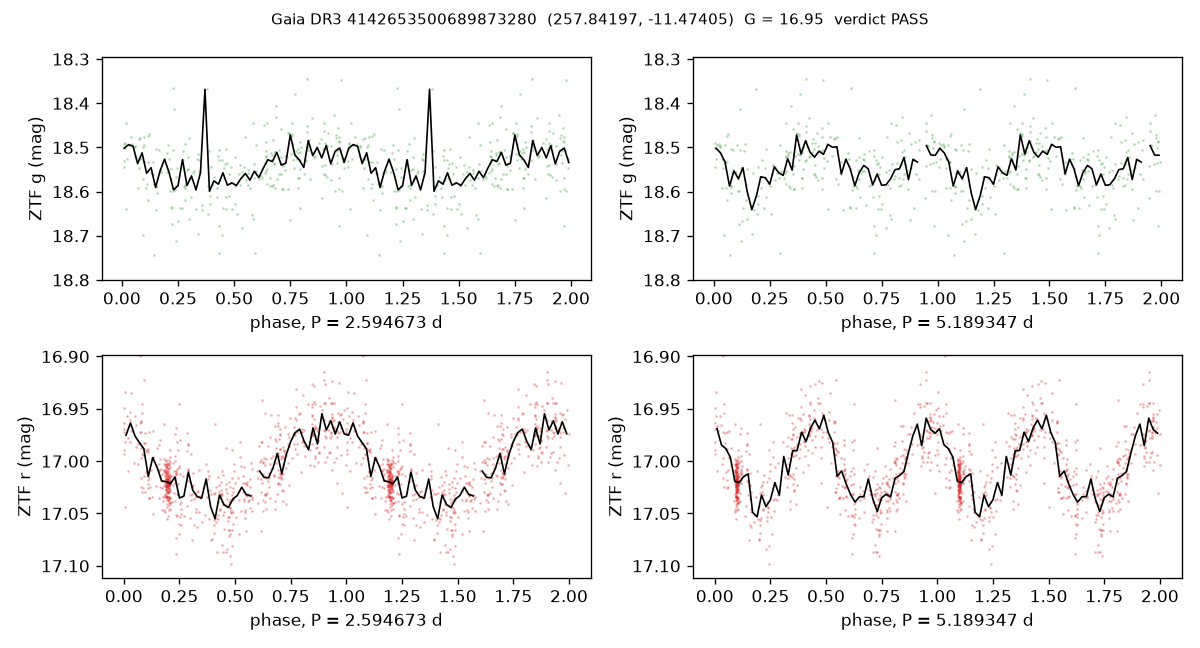 Gaia DR3 4142653500689873280  (257.84197, -11.47405)  G = 16.95  verdict PASS
ZTF g (mag)
18.3
18.4
18.5
18.6
18.7
18.8
0.00 0.25 0.50 0.75 1.00 1.25 1.50 1.75 2.00
phase, P = 2.594673 d
ZTF g (mag)
18.3
18.4
18.5
18.6
18.7
18.8
0.00 0.25 0.50 0.75 1.00 1.25 1.50 1.75 2.00
phase, P = 5.189347 d
ZTF r (mag)
16.90
16.95
17.00
17.05
17.10
0.00 0.25 0.50 0.75 1.00 1.25 1.50 1.75 2.00
phase, P = 2.594673 d
ZTF r (mag)
16.90
16.95
17.00
17.05
17.10
0.00 0.25 0.50 0.75 1.00 1.25 1.50 1.75 2.00
phase, P = 5.189347 d